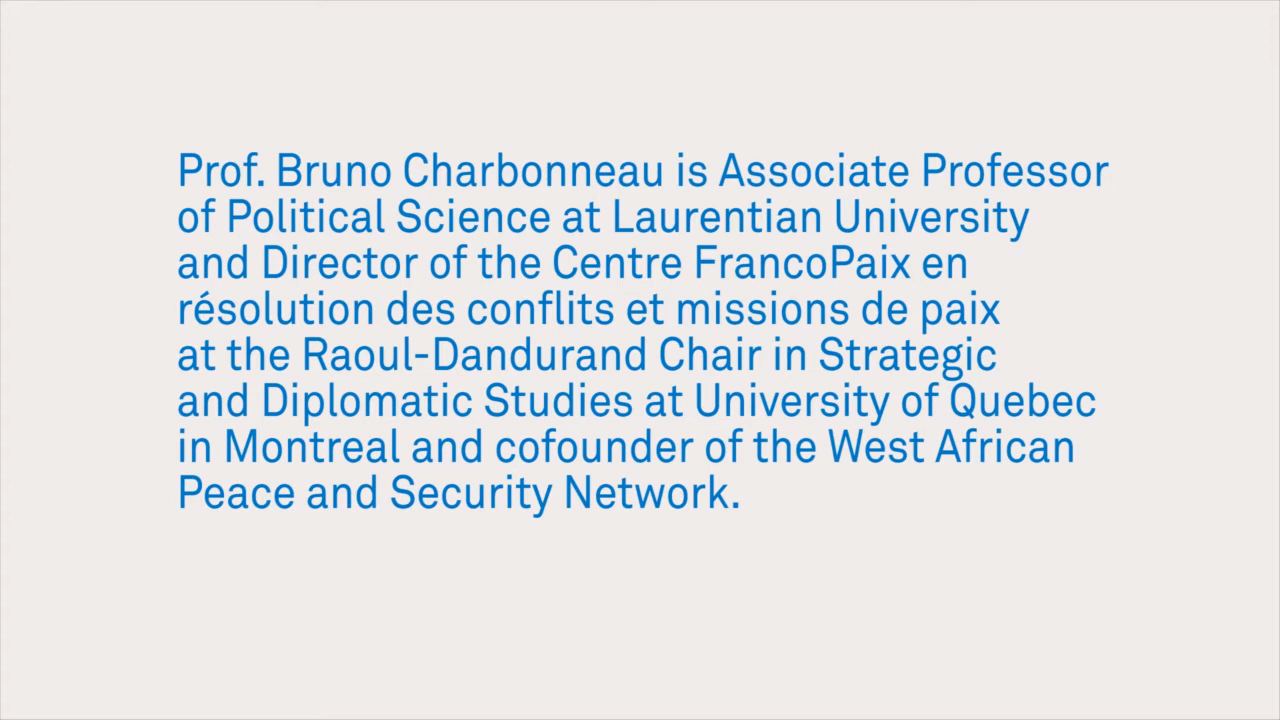 Prof. Bruno Charbonneau is Associate Professor
of Political Science at Laurentian University
and Director of the Centre FrancoPaix en
résolution des conflits et missions de paix
at the Raoul-Dandurand Chair in Strategic
and Diplomatic Studies at University of Quebec
in Montreal and cofounder of the West African
Peace and Security Network.